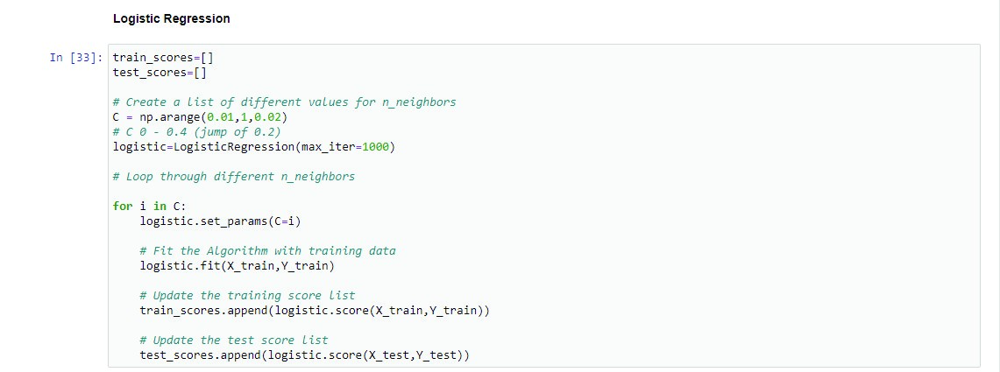 Logistic Regression
In [33]: train_scores=[]
test_scores=[]
# Create a list of different values for n_neighbors
C = np.arange(0.01,1,0.02)
# C 0 - 0.4 (jump of 0.2)
logistic=LogisticRegression(max_iter=1000)
# Loop through different n_neighbors
for i in C:
    logistic.set_params(C=i)
    # Fit the Algorithm with training data
    logistic.fit(X_train,Y_train)
    # Update the training score list
    train_scores.append(logistic.score(X_train,Y_train))
    # Update the test score list
    test_scores.append(logistic.score(X_test,Y_test))